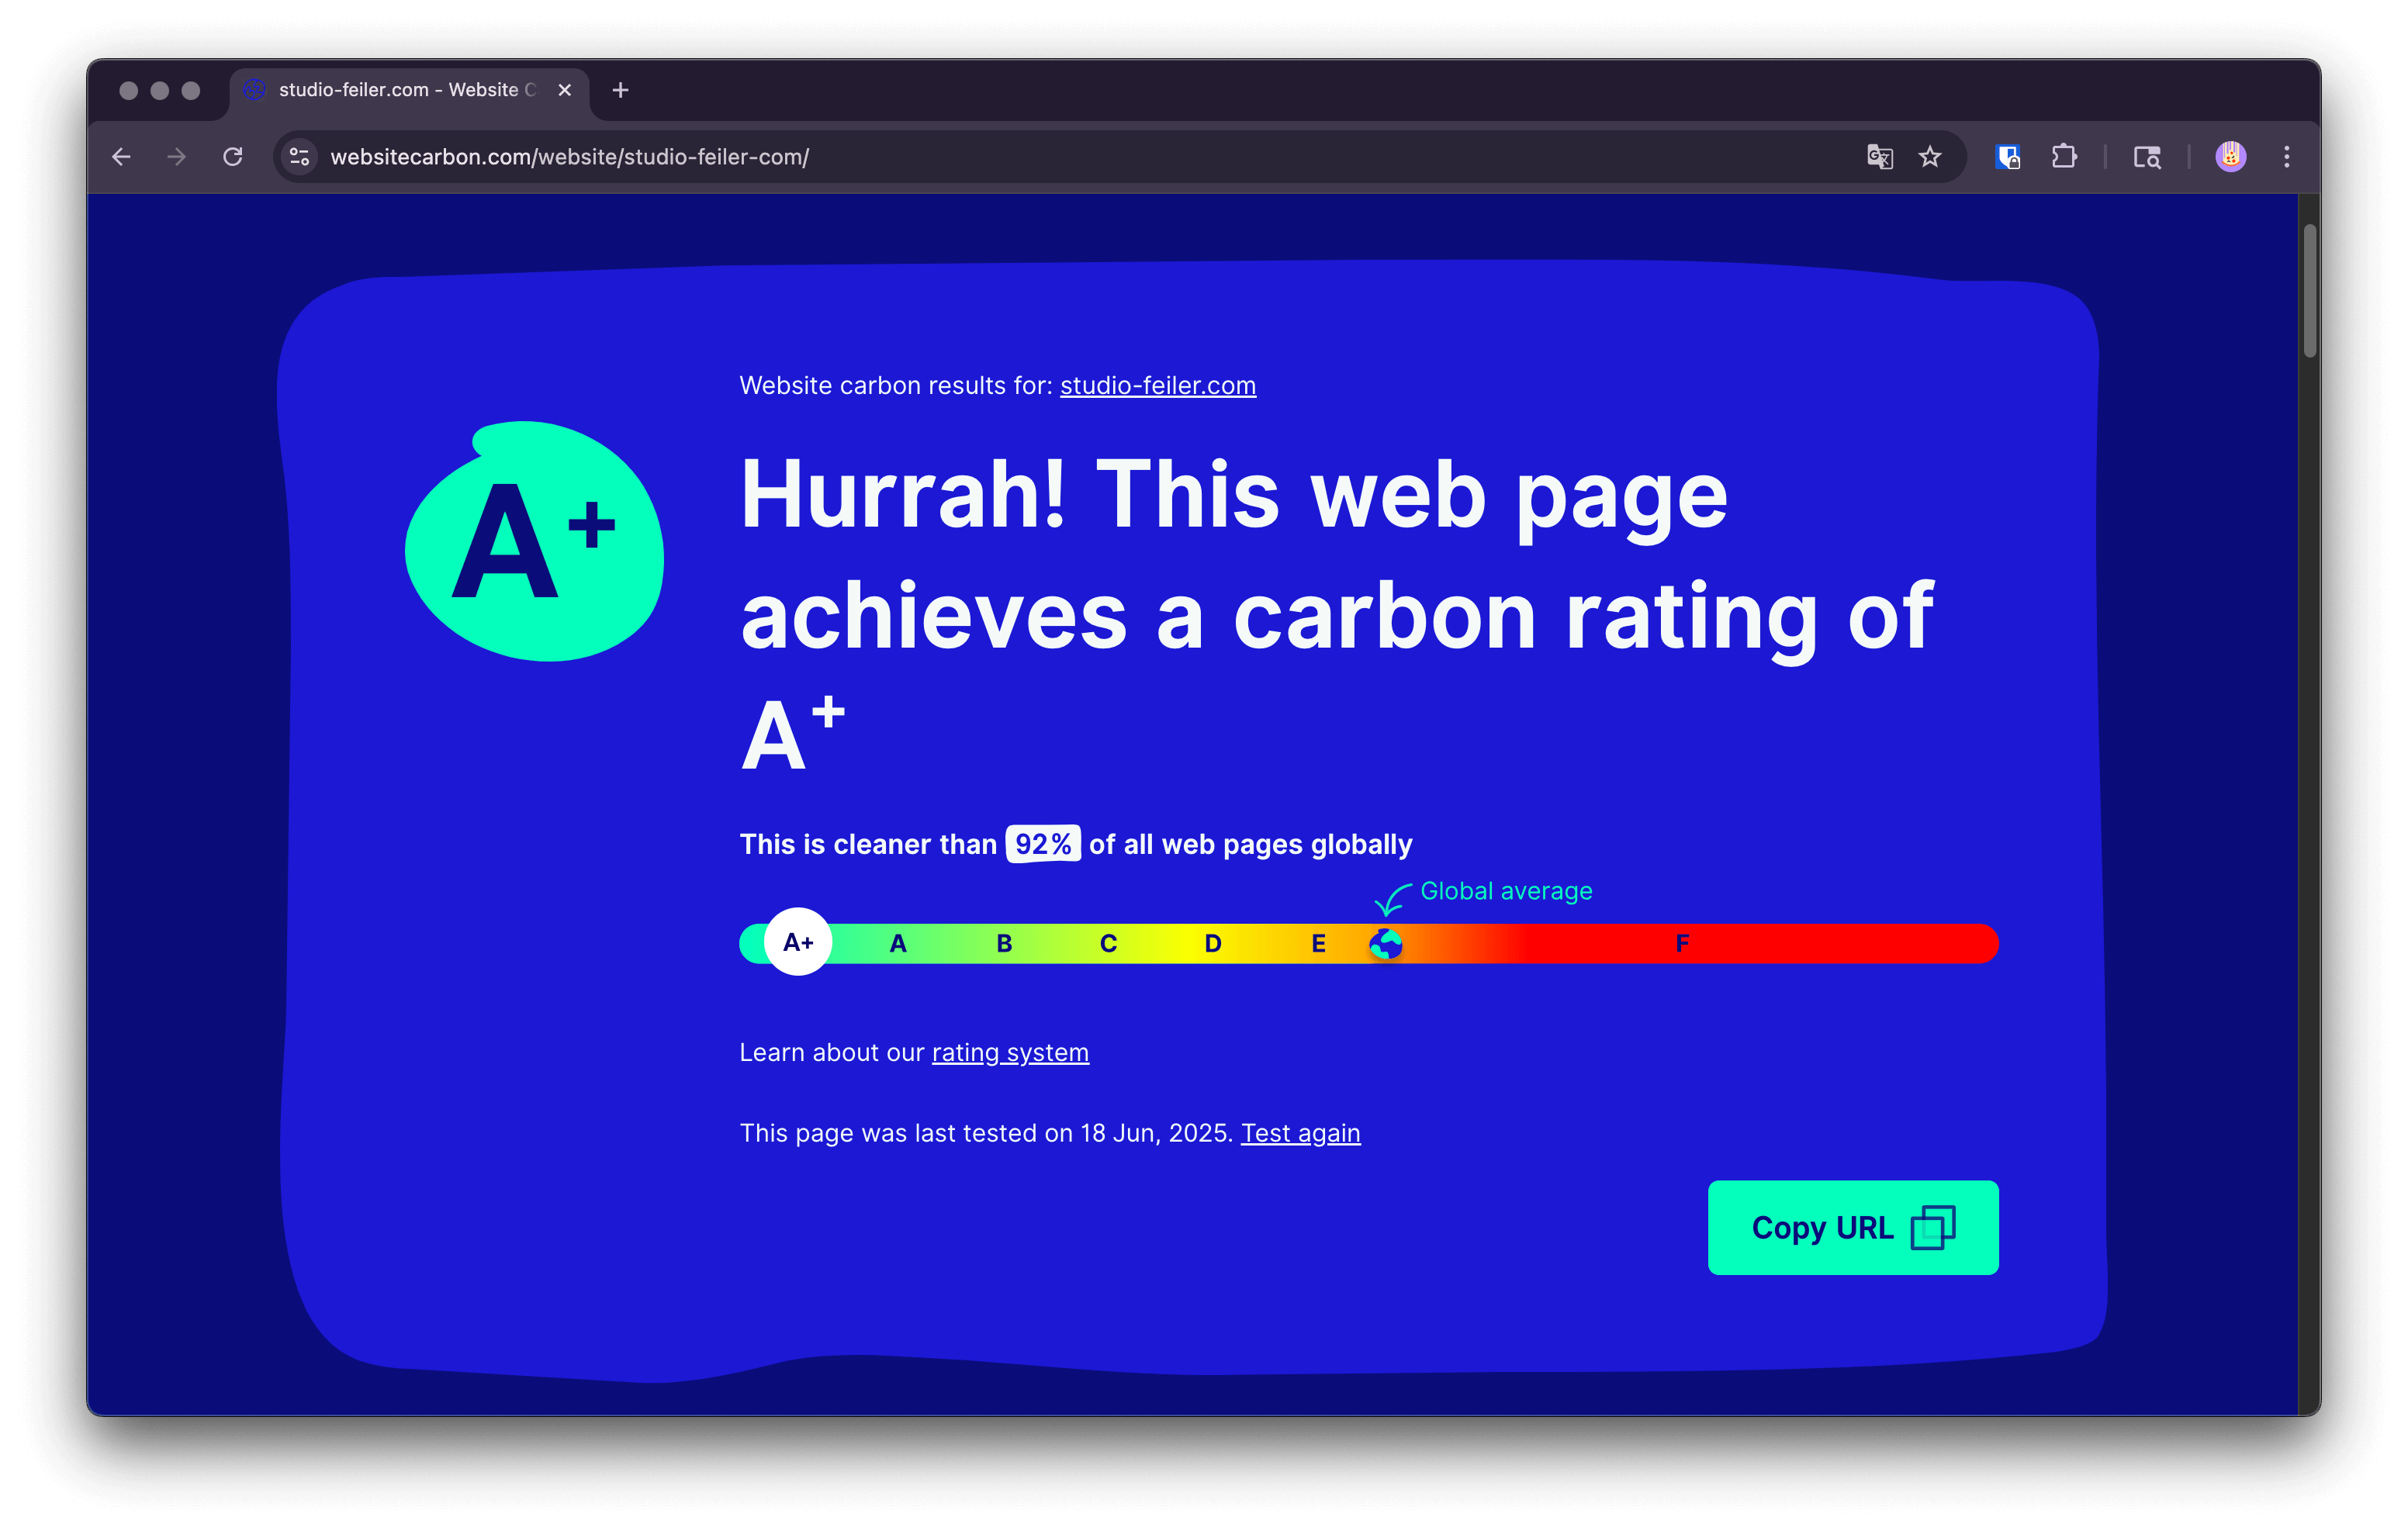 studio-feiler.com - Website
websitecarbon.com/website/studio-feiler-com/
Website carbon results for: studio-feiler.com
A+
Hurrah! This web page
achieves a carbon rating of
A+
This is cleaner than 92% of all web pages globally
Global average
A+ A B C D E F
Learn about our rating system
This page was last tested on 18 Jun, 2025. Test again
Copy URL